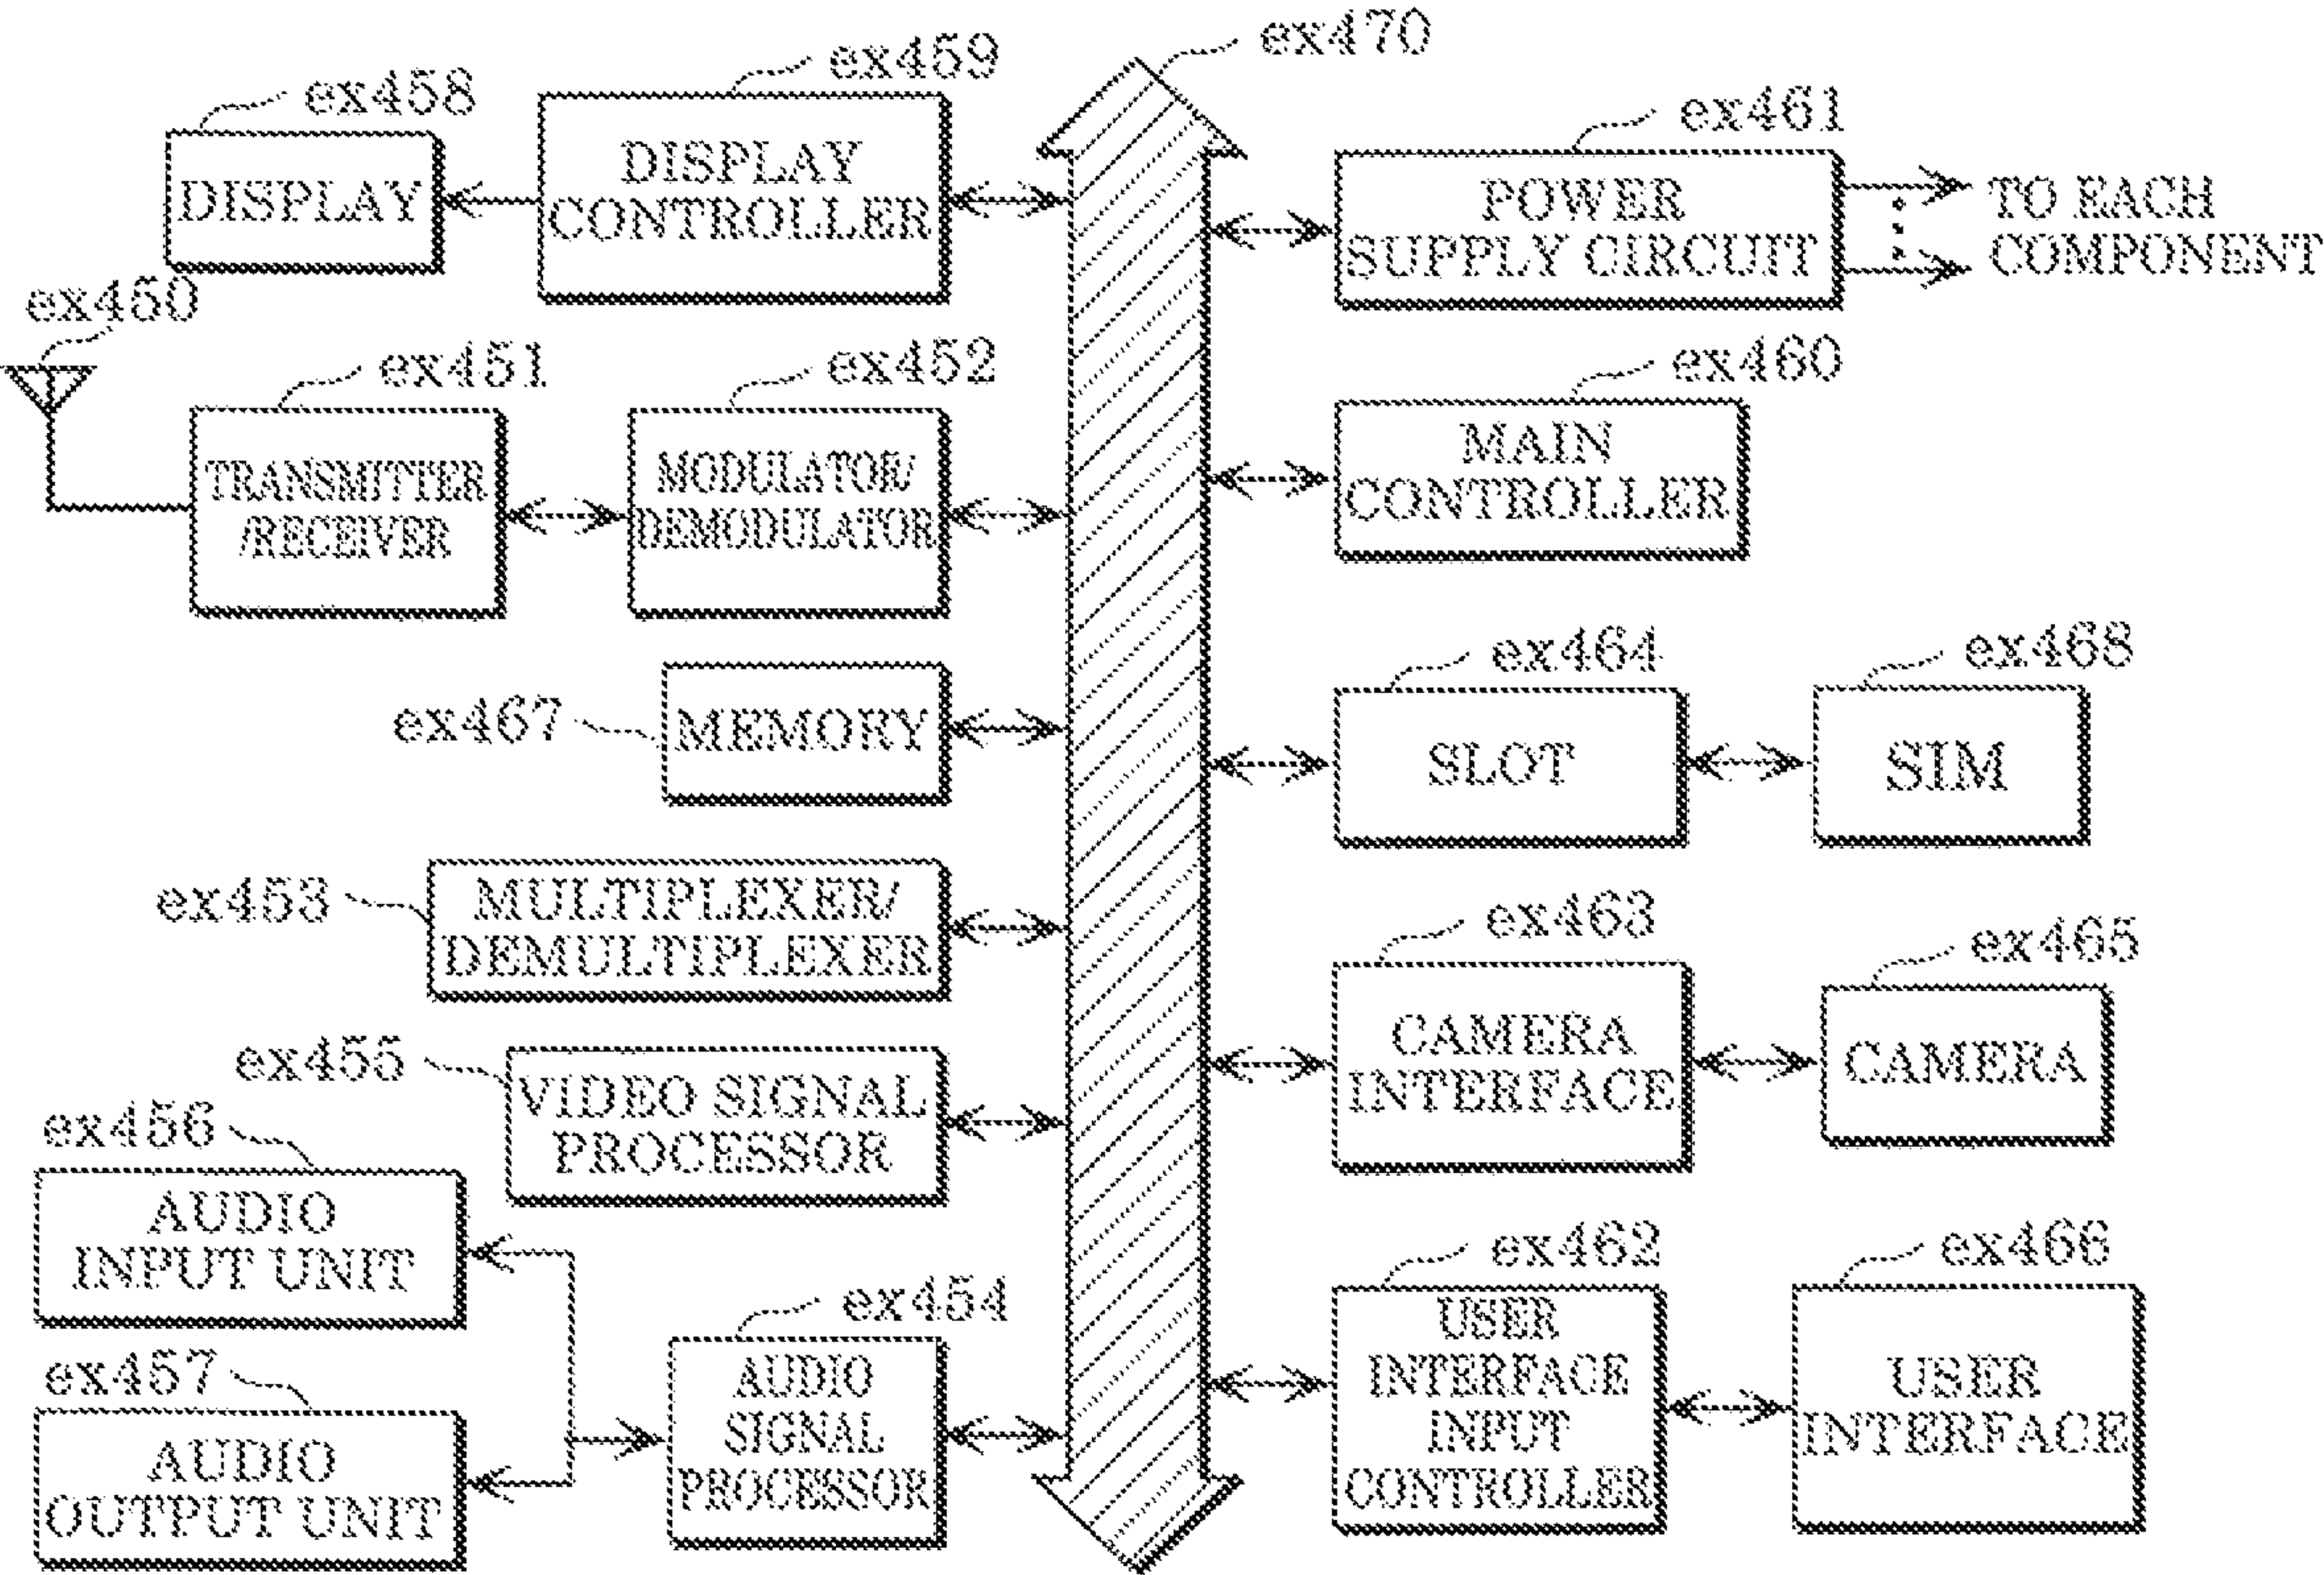 ex470
ex459
ex458
DISPLAY
DISPLAY
CONTROLLER
ex461
POWER
SUPPLY CIRCUIT
TO EACH
COMPONENT
ex450
ex451
TRANSMITTER
/RECEIVER
ex452
MODULATOR/
DEMODULATOR
ex460
MAIN
CONTROLLER
ex467
MEMORY
ex464
SLOT
ex468
SIM
ex453
MULTIPLEXER/
DEMULTIPLEXER
ex463
CAMERA
INTERFACE
ex465
CAMERA
ex455
VIDEO SIGNAL
PROCESSOR
ex456
AUDIO
INPUT UNIT
ex457
AUDIO
OUTPUT UNIT
ex454
AUDIO
SIGNAL
PROCESSOR
ex462
USER
INTERFACE
INPUT
CONTROLLER
ex466
USER
INTERFACE